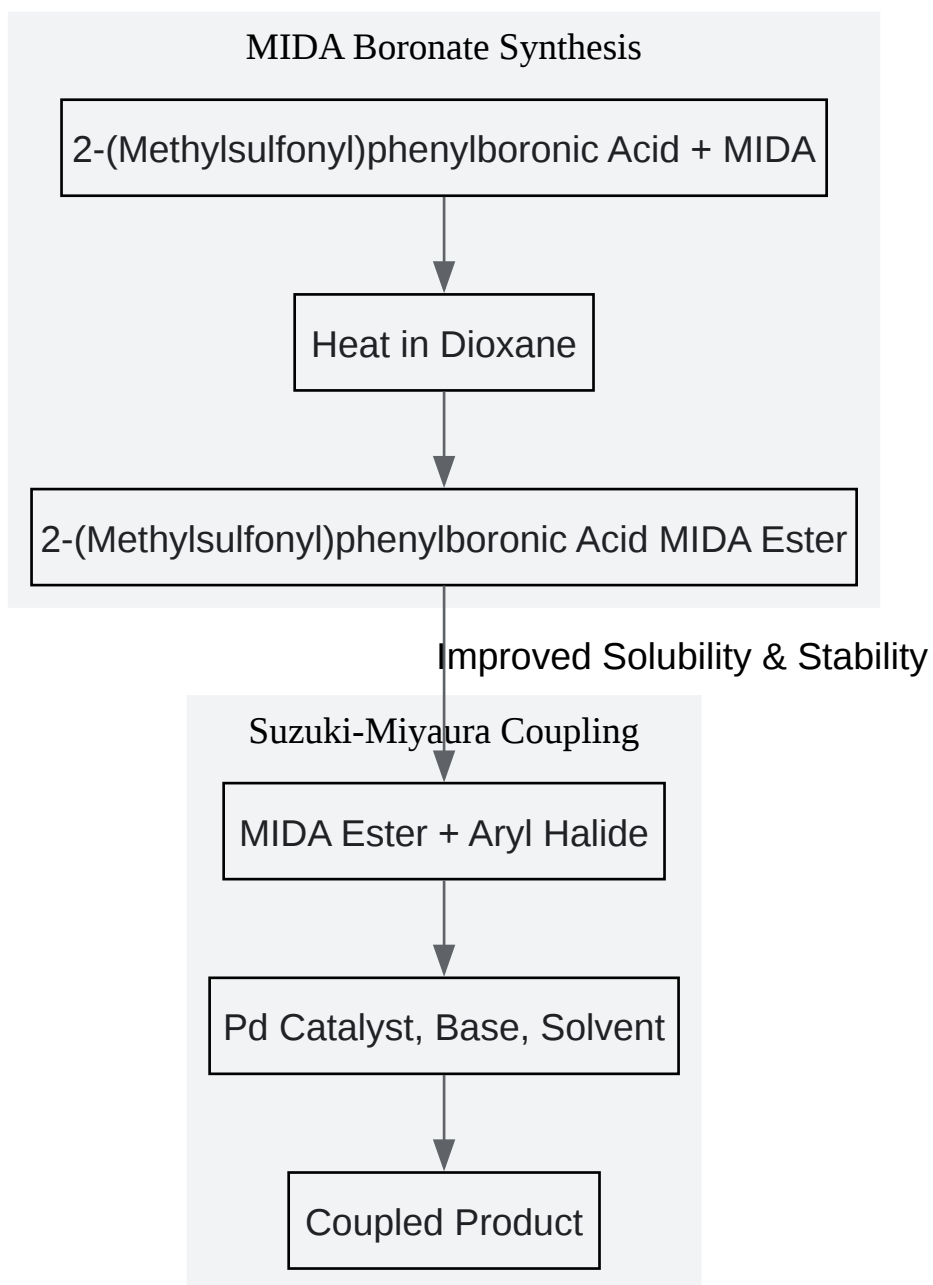 MIDA Boronate Synthesis
2-(Methylsulfonyl)phenylboronic Acid + MIDA
Heat in Dioxane
2-(Methylsulfonyl)phenylboronic Acid MIDA Ester
Improved Solubility & Stability
Suzuki-Miyaura Coupling
MIDA Ester + Aryl Halide
Pd Catalyst, Base, Solvent
Coupled Product